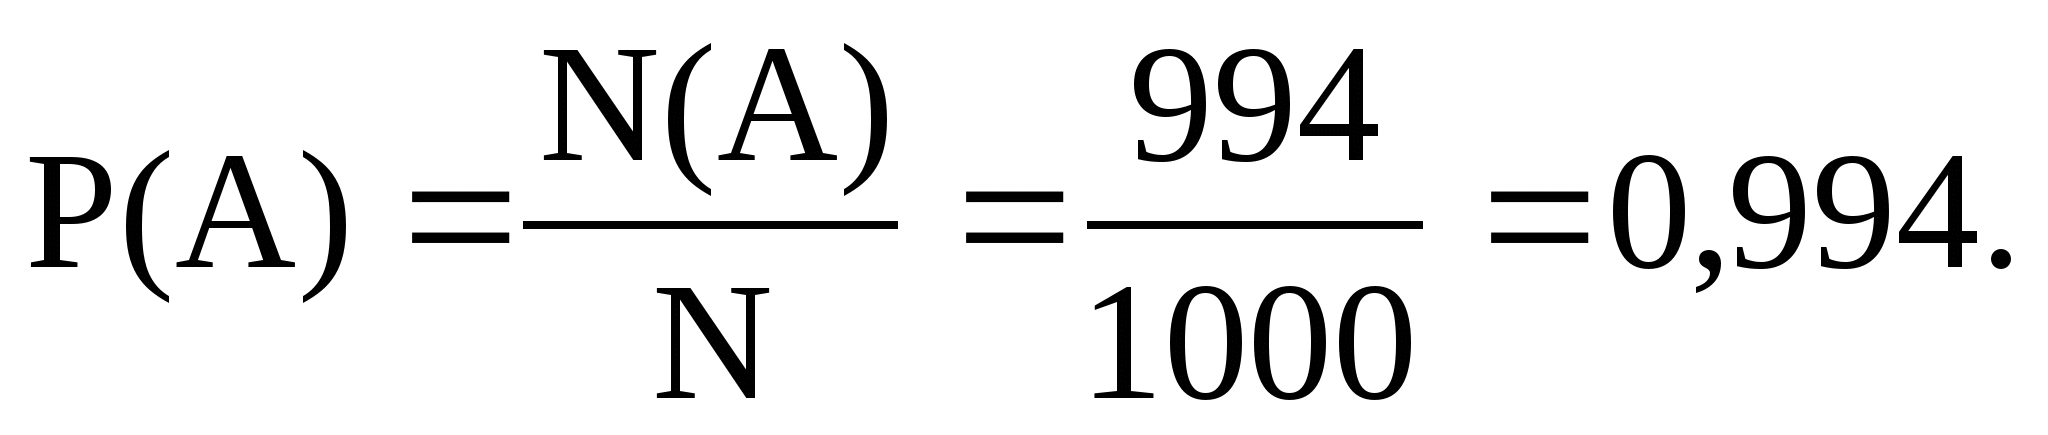 P(A) = N(A)/N = 994/1000 = 0,994.